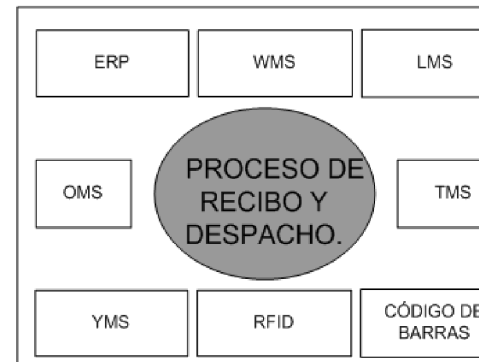 ERP
WMS
LMS
OMS
PROCESO DE
RECIBO Y
DESPACHO.
TMS
YMS
RFID
CÓDIGO DE
BARRAS